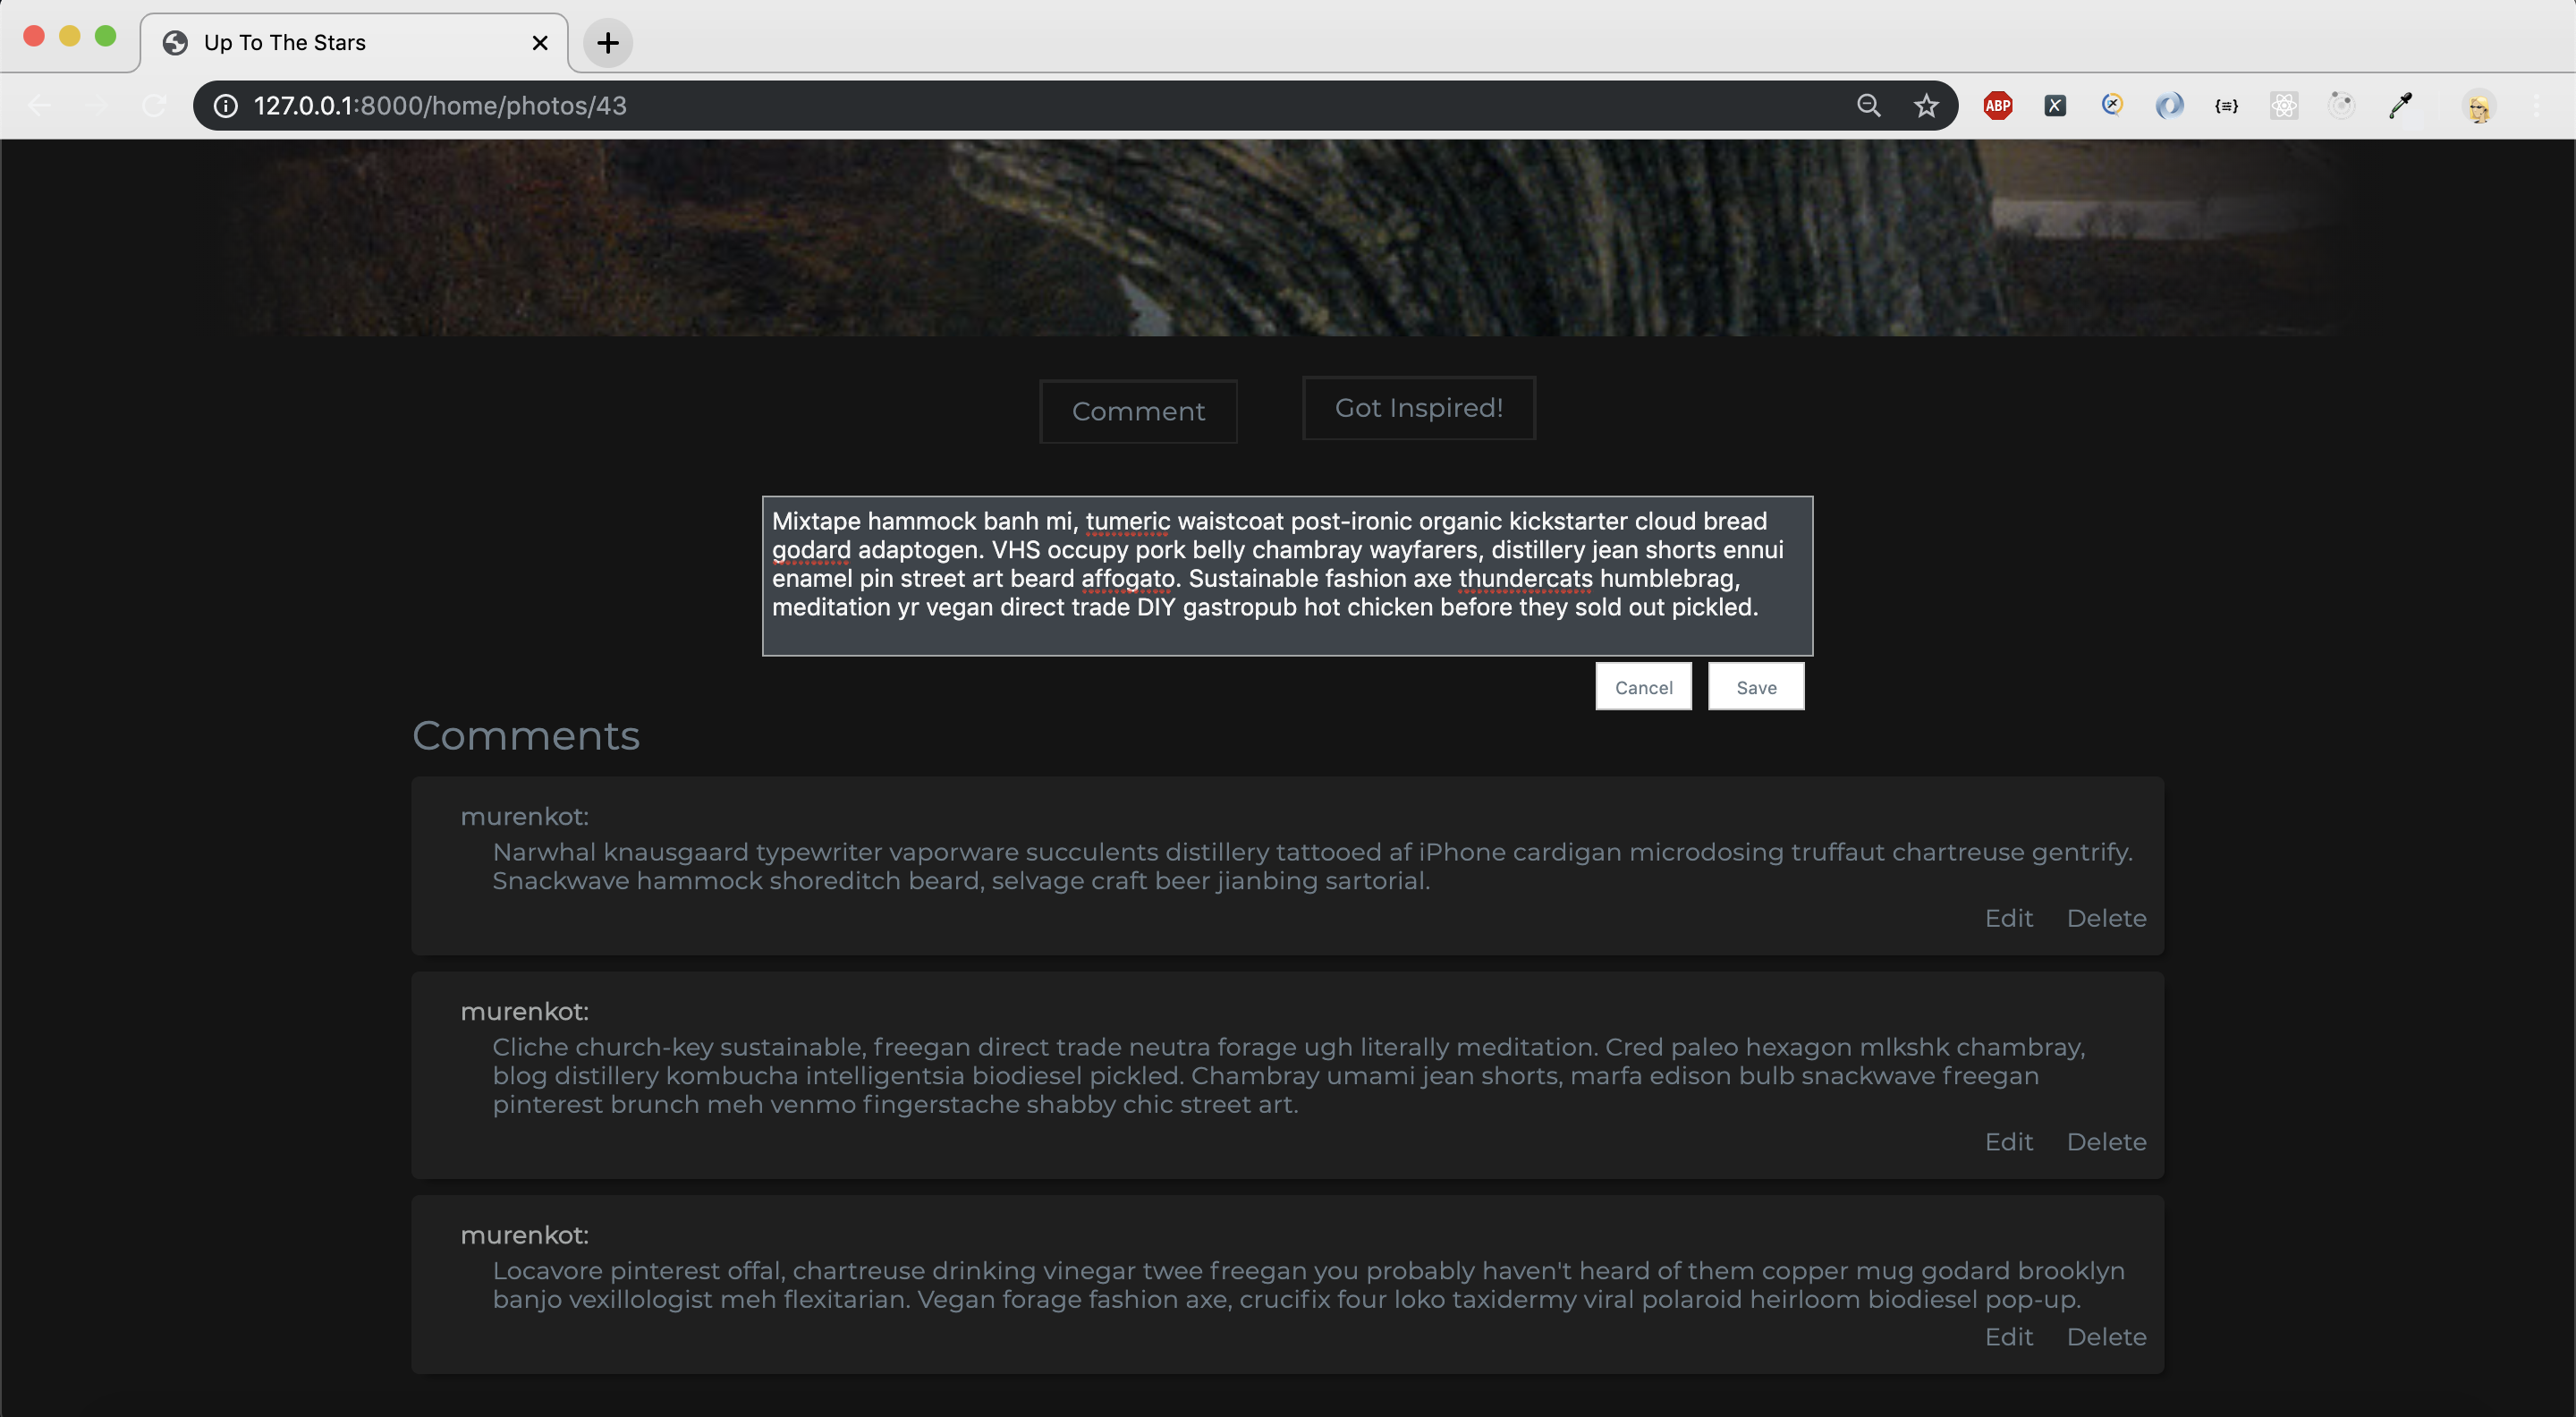 Up To The Stars
127.0.0.1:8000/home/photos/43
ABP
Comment
Got Inspired!
Mixtape hammock banh mi, tumeric waistcoat post-ironic organic kickstarter cloud bread
godard adaptogen. VHS occupy pork belly chambray wayfarers, distillery jean shorts ennui
enamel pin street art beard affogato. Sustainable fashion axe thundercats humblebrag,
meditation yr vegan direct trade DIY gastropub hot chicken before they sold out pickled.
Cancel
Save
Comments
murenkot:
Narwhal knausgaard typewriter vaporware succulents distillery tattooed af iPhone cardigan microdosing truffaut chartreuse gentrify.
Snackwave hammock shoreditch beard, selvage craft beer jianbing sartorial.
Edit Delete
murenkot:
Cliche church-key sustainable, freegan direct trade neutra forage ugh literally meditation. Cred paleo hexagon mlkshk chambray,
blog distillery kombucha intelligentsia biodiesel pickled. Chambray umami jean shorts, marfa edison bulb snackwave freegan
pinterest brunch meh venmo fingerstache shabby chic street art.
Edit Delete
murenkot:
Locavore pinterest offal, chartreuse drinking vinegar twee freegan you probably haven't heard of them copper mug godard brooklyn
banjo vexillologist meh flexitarian. Vegan forage fashion axe, crucifix four loko taxidermy viral polaroid heirloom biodiesel pop-up.
Edit Delete